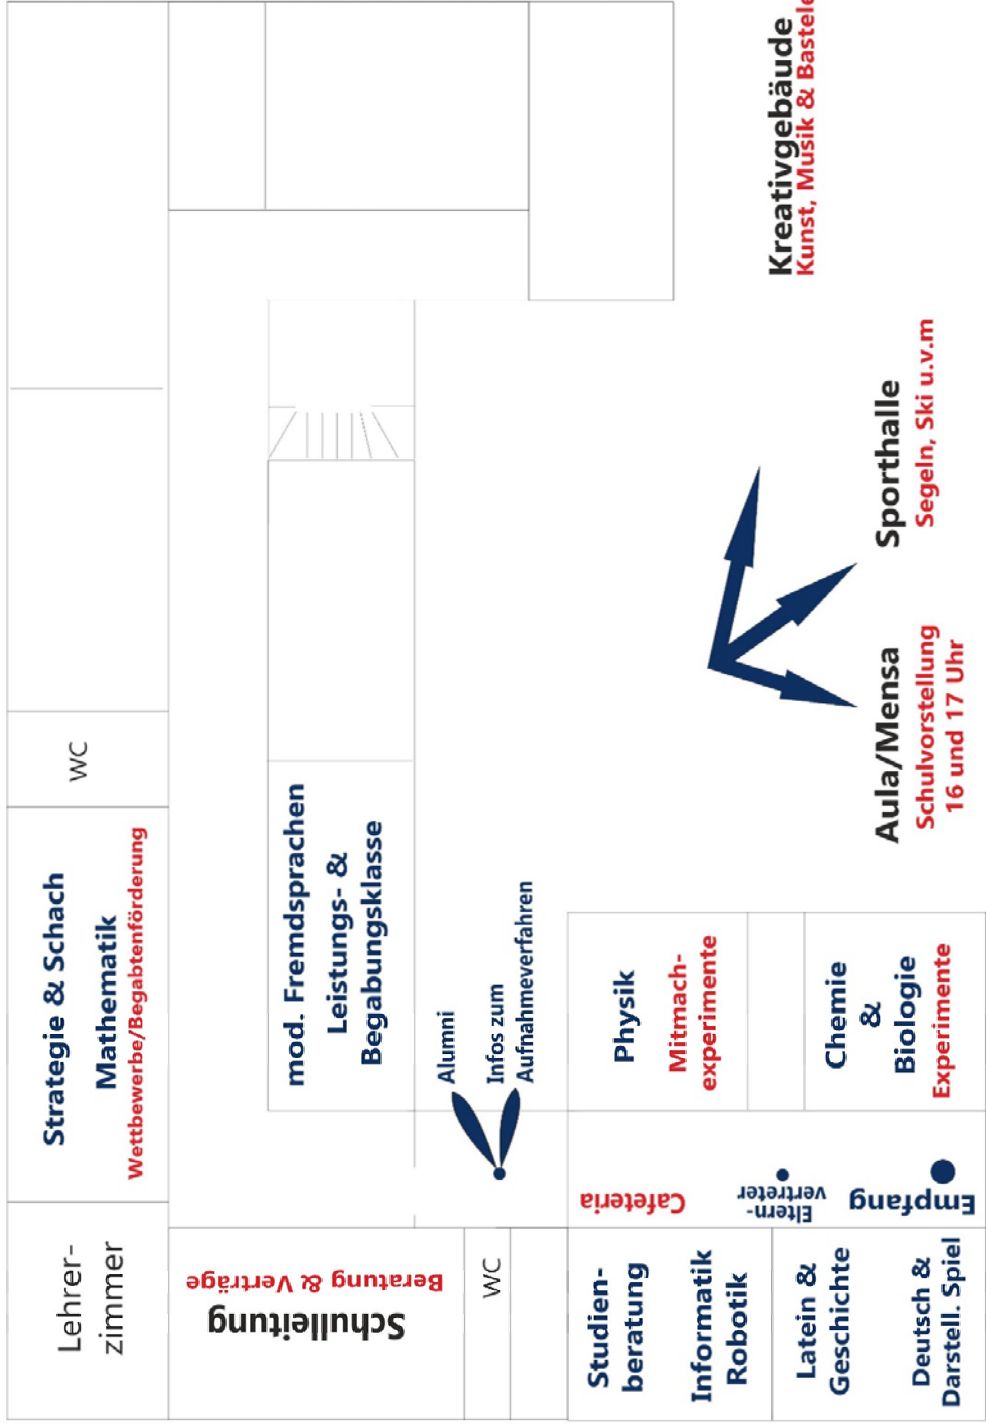 Lehrer-
zimmer
Strategie & Schach
Mathematik
Wettbewerbe/Begabtenförderung
WC
Schulleitung
Beratung & Verträge
mod. Fremdsprachen
Leistungs- &
Begabungsklasse
WC
Alumni
Infos zum
Aufnahmeverfahren
Studien-
beratung
Informatik
Robotik
Cafeteria
Physik
Mitmach-
experimente
Latein &
Geschichte
Deutsch &
Darstell. Spiel
Eltern-
vertreter
Empfang
Chemie
&
Biologie
Experimente
Aula/Mensa
Schulvorstellung
16 und 17 Uhr
Sporthalle
Segeln, Ski u.v.m
Kreativgebäude
Kunst, Musik & Bastele